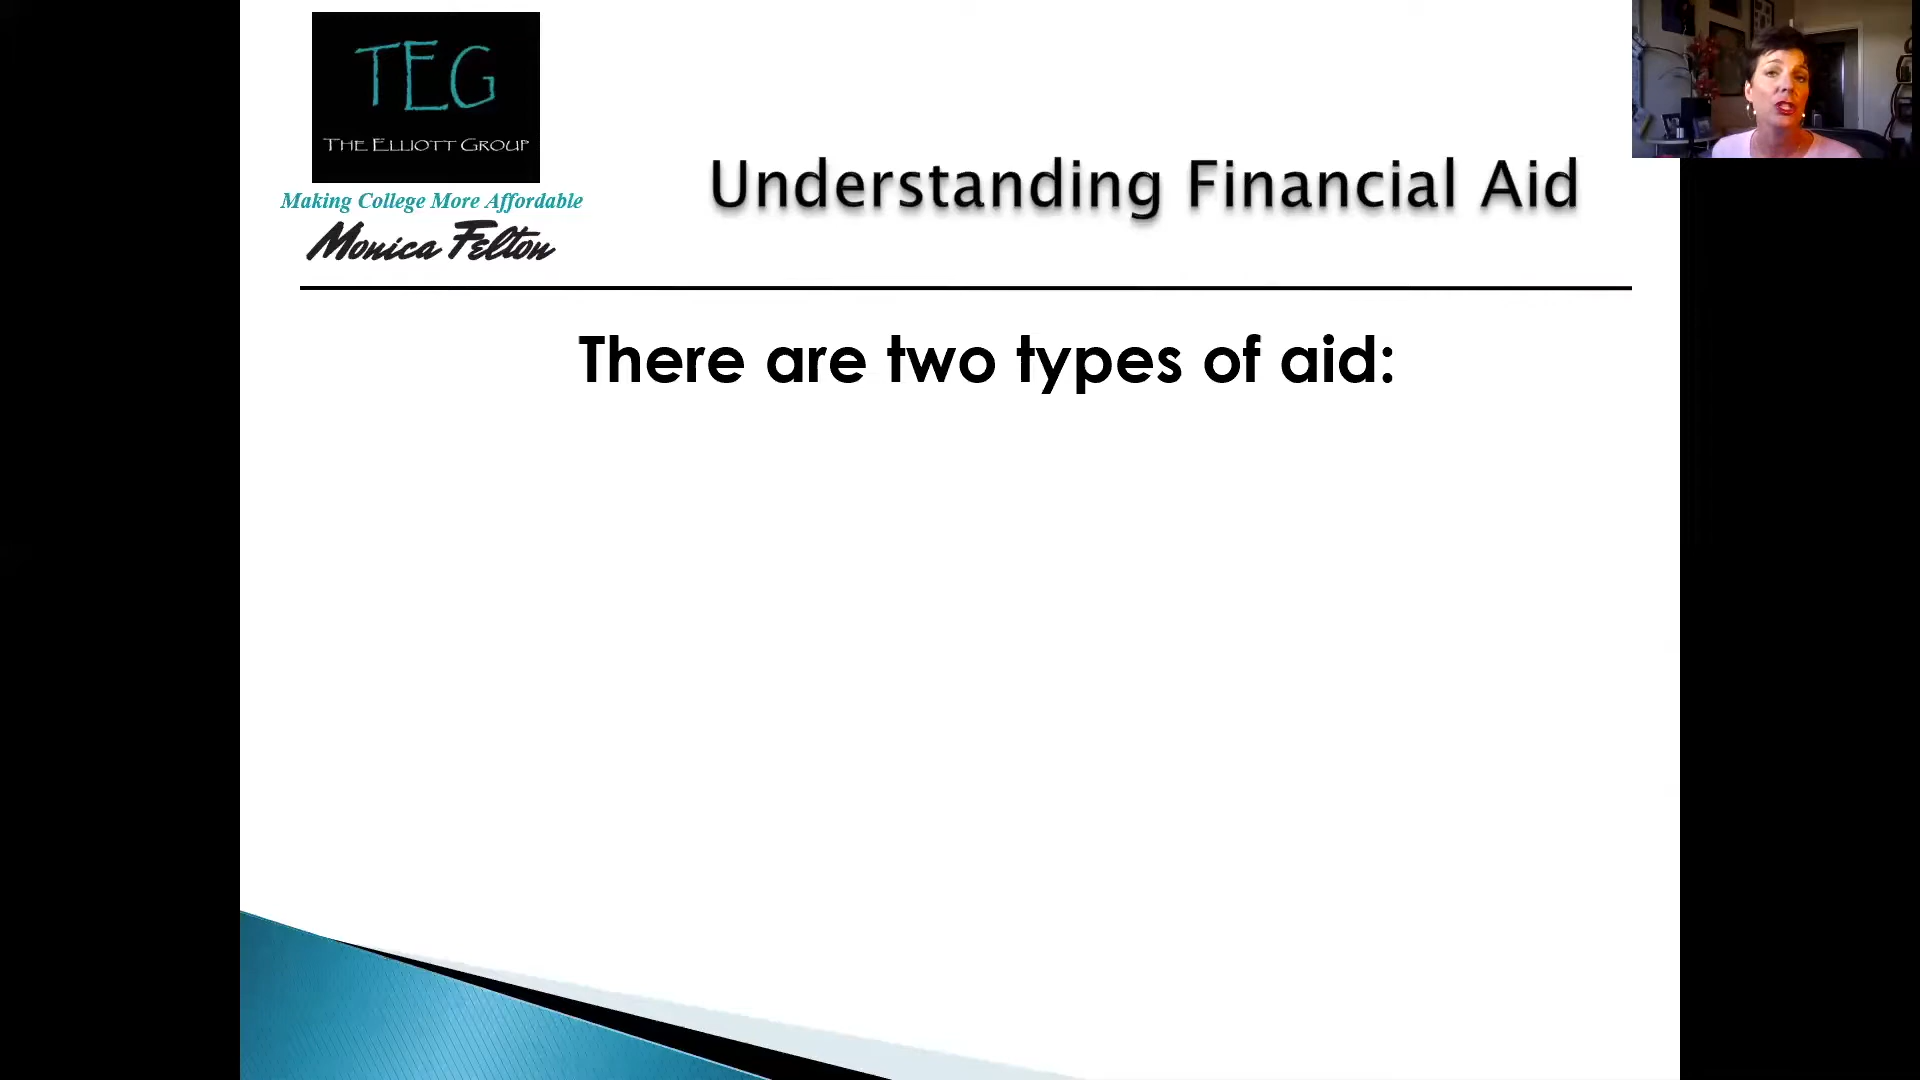 TEG
THE ELLIOTT GROUP
Making College More Affordable
Monica Felton
Understanding Financial Aid
There are two types of aid: